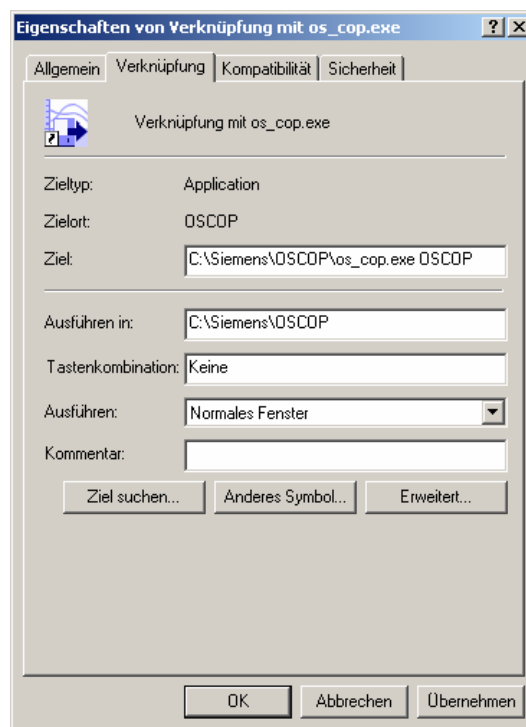 Eigenschaften von Verknüpfung mit os_cop.exe
Allgemein Verknüpfung Kompatibilität Sicherheit
Verknüpfung mit os_cop.exe
Zieltyp: Application
Zielort: OSCOP
Ziel: C:\Siemens\OSCOP\os_cop.exe OSCOP
Ausführen in: C:\Siemens\OSCOP
Tastenkombination: Keine
Ausführen: Normales Fenster
Kommentar:
Ziel suchen... Anderes Symbol... Erweitert...
OK Abbrechen Übernehmen